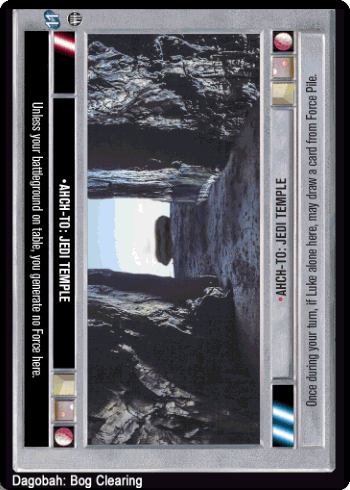 11
Unless your battleground on table, you generate no Force here.
•AHCH-TO: JEDI TEMPLE
•AHCH-TO: JEDI TEMPLE
Once during your turn, if Luke alone here, may draw a card from Force Pile.
Dagobah: Bog Clearing